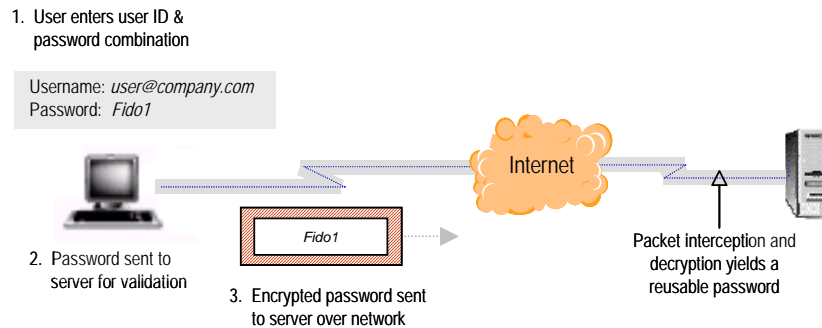 1. User enters user ID &
password combination
Username: user@company.com
Password: Fido1
Internet
Fido1
2. Password sent to
server for validation
3. Encrypted password sent
to server over network
Packet interception and
decryption yields a
reusable password